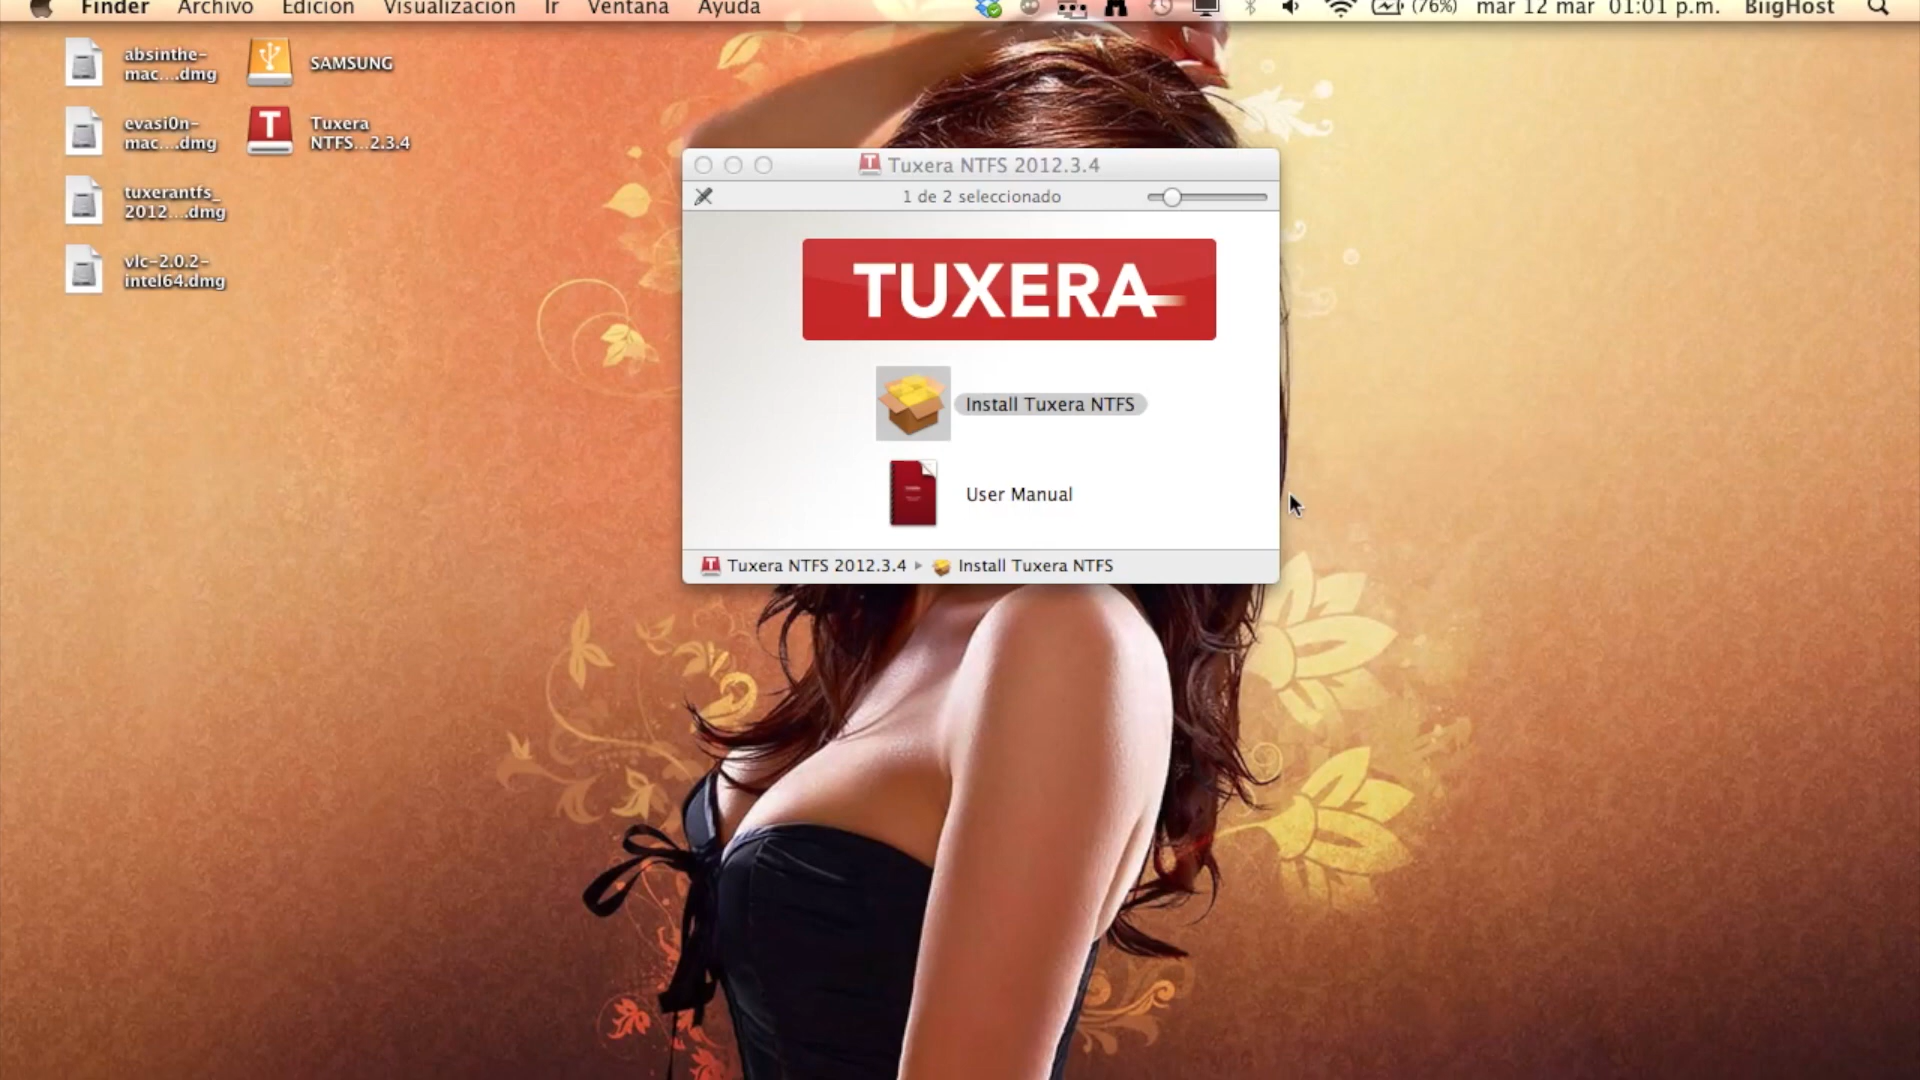 Finder Archivo Edición Visualización Ir Ventana Ayuda (76%) mar 12 mar 01:01 p.m. BiigHost
absinthe-
mac....dmg
SAMSUNG
evasi0n-
mac....dmg
Tuxera
NTFS...2.3.4
tuxerantfs_
2012....dmg
vlc-2.0.2-
intel64.dmg
Tuxera NTFS 2012.3.4
1 de 2 seleccionado
TUXERA
Install Tuxera NTFS
User Manual
Tuxera NTFS 2012.3.4 ▸ Install Tuxera NTFS